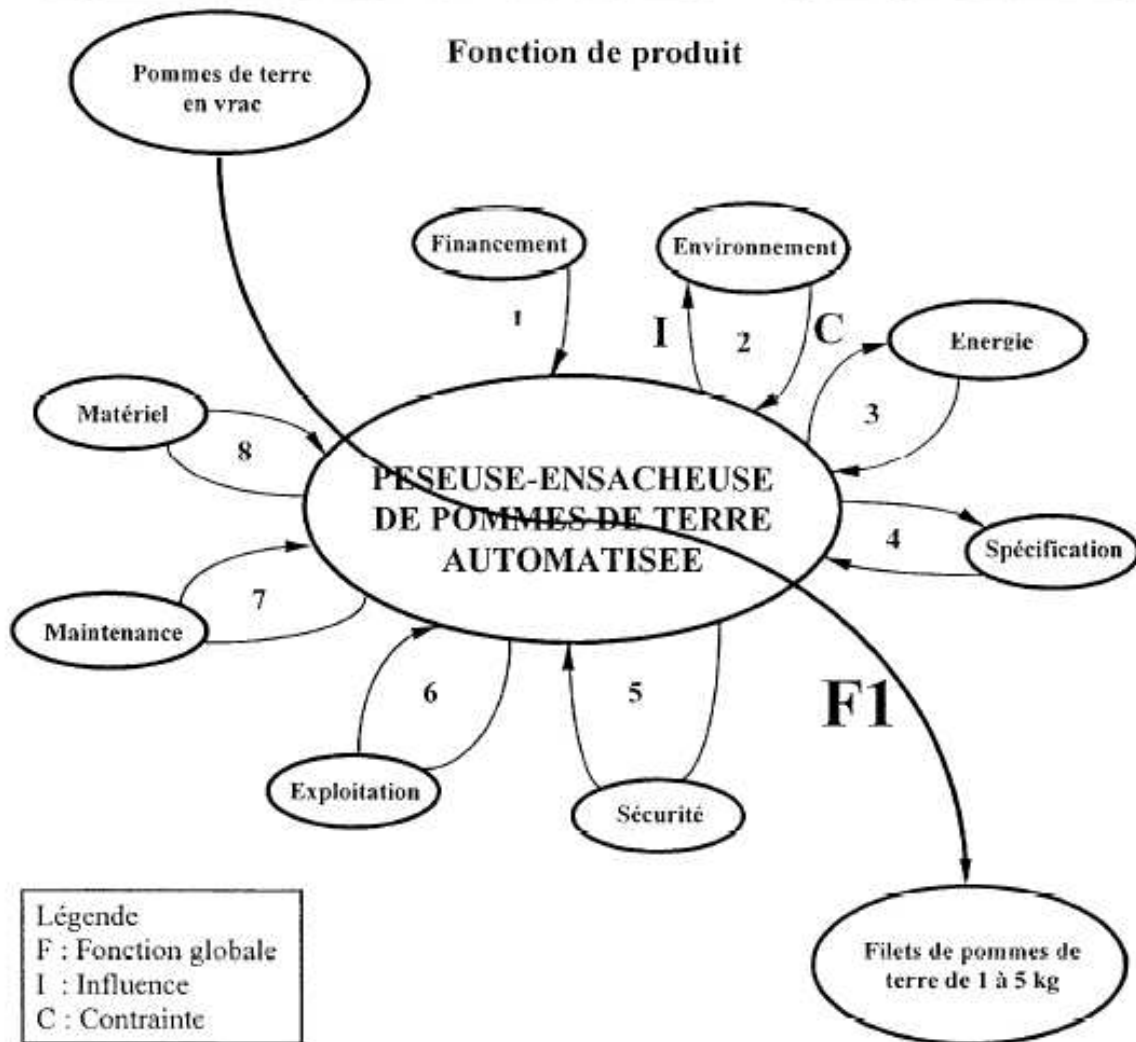 Fonction de produit
Pommes de terre
en vrac
Financement
Environnement
1
I
2
C
Energie
3
Matériel
8
PESEUSE-ENSACHEUSE
DE POMMES DE TERRE
AUTOMATISEE
4
Spécification
Maintenance
7
6
5
F1
Exploitation
Sécurité
Légende
F : Fonction globale
I : Influence
C : Contrainte
Filets de pommes de
terre de 1 à 5 kg